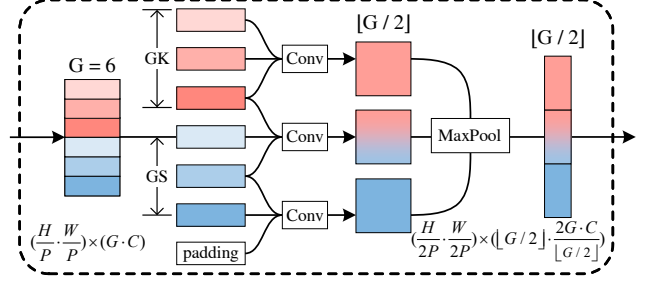 ⌊G / 2⌋
⌊G / 2⌋
G = 6
GK
Conv
Conv
MaxPool
GS
Conv
padding
(H/P · W/P) × (G · C)
(H/2P · W/2P) × (⌊G / 2⌋ · 2G · C/⌊G / 2⌋)